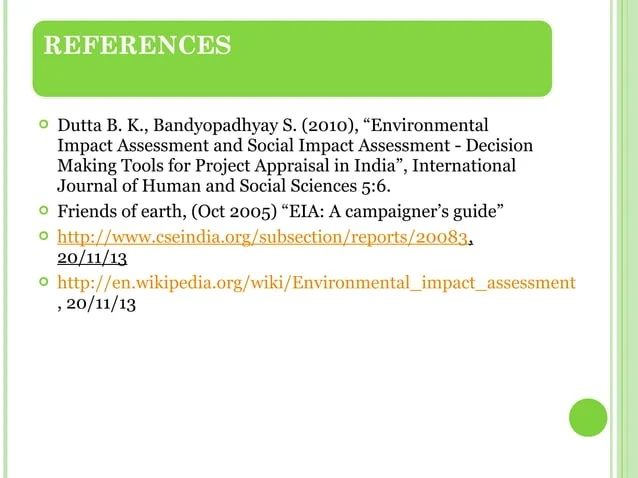 REFERENCES
Dutta B. K., Bandyopadhyay S. (2010), “Environmental
Impact Assessment and Social Impact Assessment - Decision
Making Tools for Project Appraisal in India”, International
Journal of Human and Social Sciences 5:6.
Friends of earth, (Oct 2005) “EIA: A campaigner’s guide”
http://www.cseindia.org/subsection/reports/20083,
20/11/13
http://en.wikipedia.org/wiki/Environmental_impact_assessment
, 20/11/13